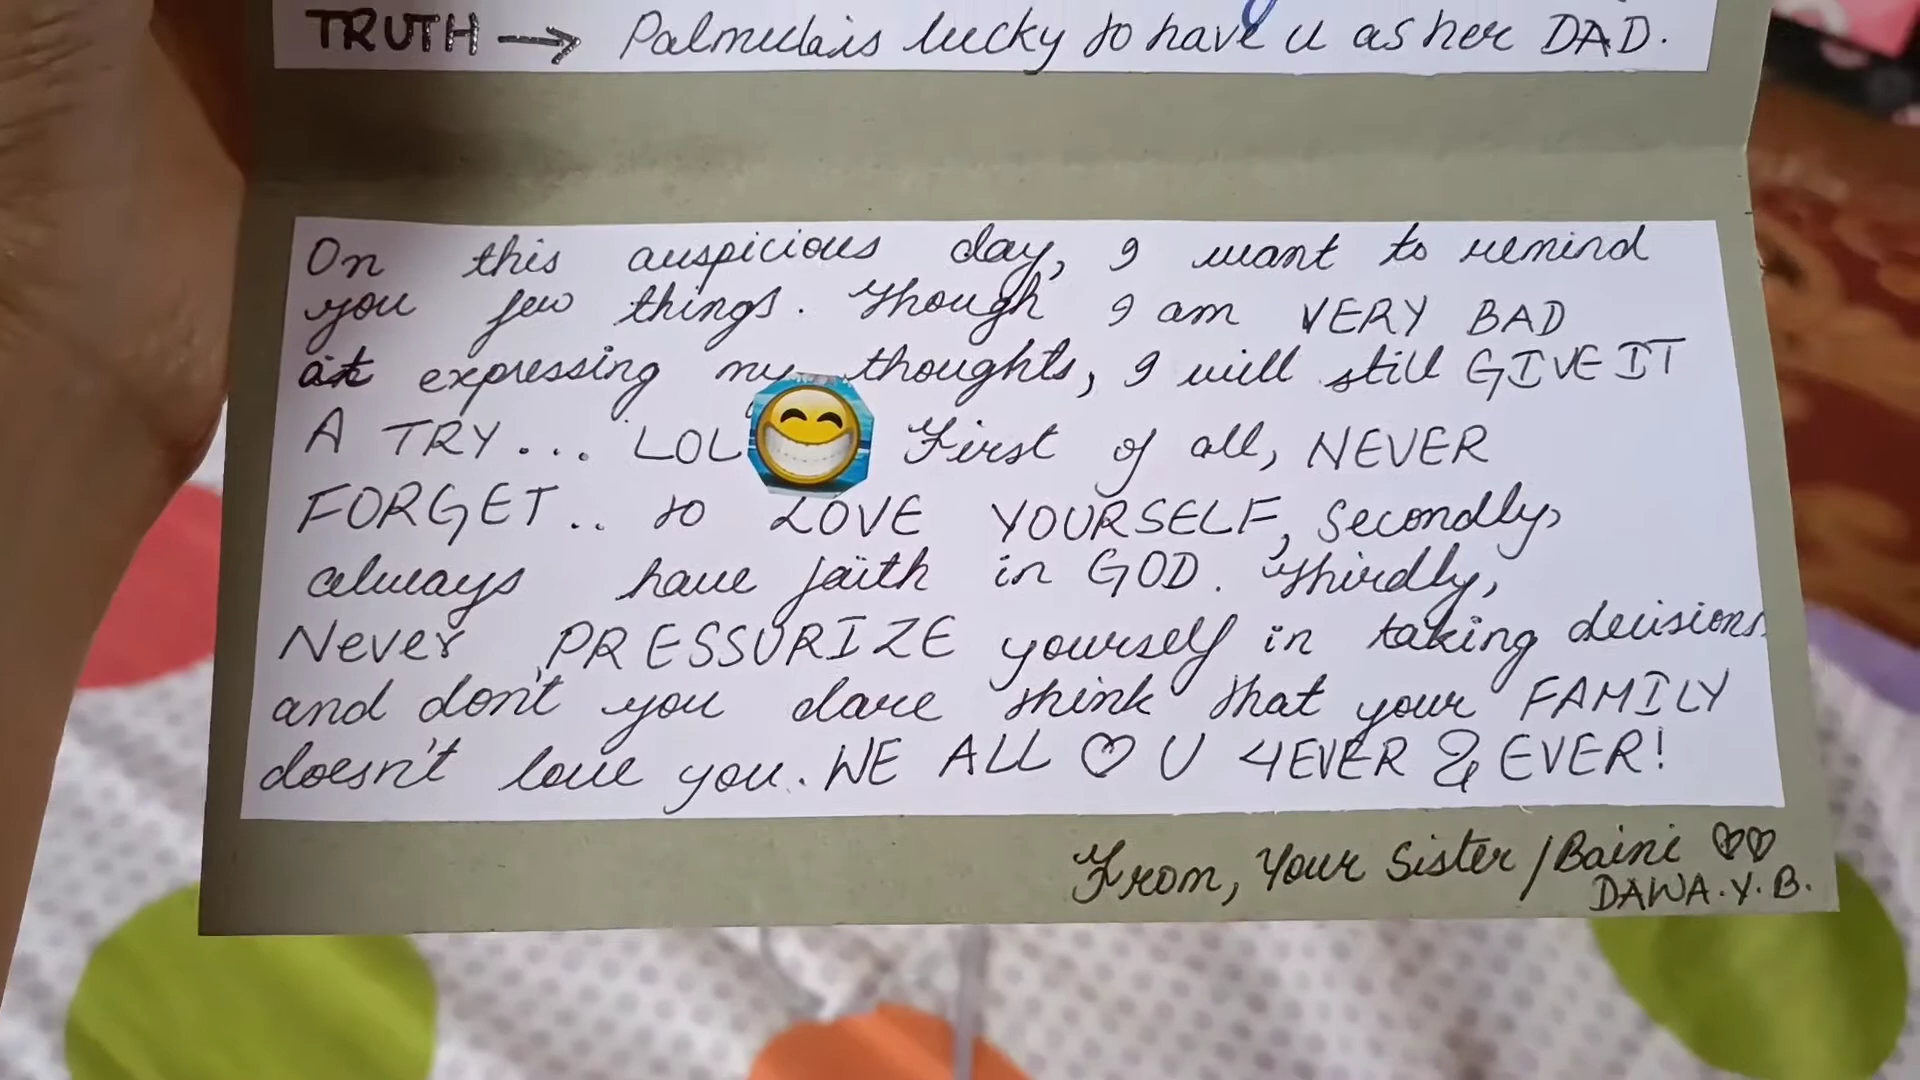 TRUTH → Palmula is lucky to have u as her DAD.
On this auspicious day, I want to remind
you few things. Though I am VERY BAD
at expressing my thoughts, I will still GIVE IT
A TRY... LOL First of all, NEVER
FORGET.. to LOVE YOURSELF, Secondly,
always have faith in GOD. Thirdly,
Never PRESSURIZE yourself in taking decisions
and don't you dare think that your FAMILY
doesn't love you. WE ALL ♡ U 4EVER & EVER!
From, Your Sister/Baini ♡♡
DAWA.Y.B.